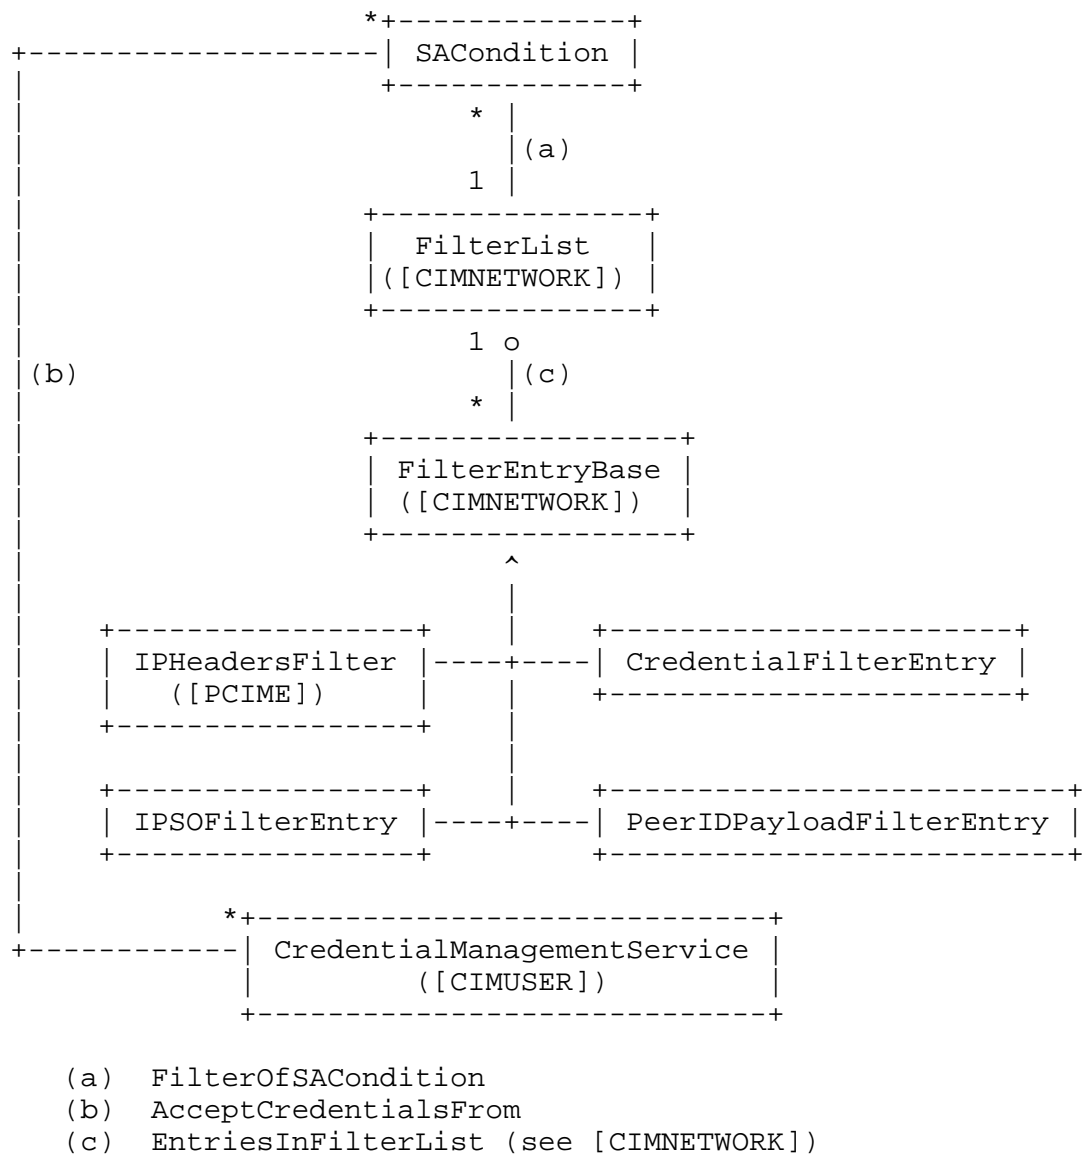 *+-------------+
+--------------------| SACondition |
|                    +-------------+
|                         * |
|                           |(a)
|                         1 |
|                   +---------------+
|                   |  FilterList   |
|                   |([CIMNETWORK]) |
|                   +---------------+
|                         1 o
|(b)                        |(c)
|                         * |
|                   +-----------------+
|                   | FilterEntryBase |
|                   | ([CIMNETWORK])  |
|                   +-----------------+
|                           ^
|                           |
|    +-----------------+    |    +-----------------------+
|    | IPHeadersFilter |----+----| CredentialFilterEntry |
|    |   ([PCIME])     |    |    +-----------------------+
|    +-----------------+    |
|                           |
|    +-----------------+    |    +--------------------------+
|    | IPSOFilterEntry |----+----| PeerIDPayloadFilterEntry |
|    +-----------------+         +--------------------------+
|
|           *+-----------------------------+
+------------| CredentialManagementService |
             |         ([CIMUSER])         |
             +-----------------------------+
(a)  FilterOfSACondition
(b)  AcceptCredentialsFrom
(c)  EntriesInFilterList (see [CIMNETWORK])